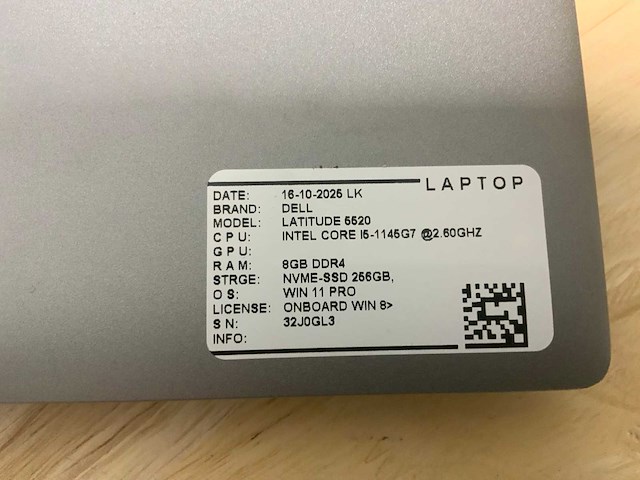 LAPTOP
DATE: 16-10-2025 LK
BRAND: DELL
MODEL: LATITUDE 5520
CPU: INTEL CORE I5-1145G7 @2.60GHZ
GPU:
RAM: 8GB DDR4
STRGE: NVME-SSD 256GB,
OS: WIN 11 PRO
LICENSE: ONBOARD WIN 8>
SN: 32J0GL3
INFO: